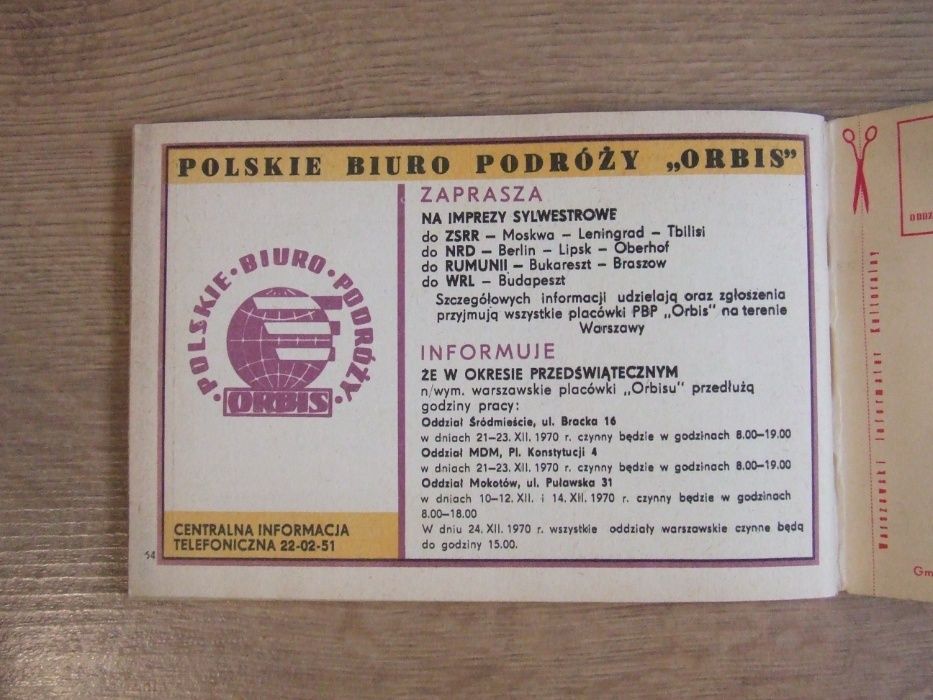 POLSKIE BIURO PODRÓŻY „ORBIS”
POLSKIE • BIURO • PODRÓŻY •
ORBIS
CENTRALNA INFORMACJA
TELEFONICZNA 22-02-51
54
ZAPRASZA
NA IMPREZY SYLWESTROWE
do ZSRR — Moskwa — Leningrad — Tbilisi
do NRD — Berlin — Lipsk — Oberhof
do RUMUNII — Bukareszt — Braszow
do WRL — Budapeszt
Szczegółowych informacji udzielają oraz zgłoszenia
przyjmują wszystkie placówki PBP „Orbis” na terenie
Warszawy
INFORMUJE
ŻE W OKRESIE PRZEDŚWIĄTECZNYM
n/wym. warszawskie placówki „Orbisu” przedłużą
godziny pracy:
Oddział Śródmieście, ul. Bracka 16
w dniach 21—23. XII. 1970 r. czynny będzie w godzinach 8.00—19.00
Oddział MDM, Pl. Konstytucji 4
w dniach 21—23. XII. 1970 r. czynny będzie w godzinach 8.00—19.00
Oddział Mokotów, ul. Puławska 31
w dniach 10—12. XII. i 14. XII. 1970 r. czynny będzie w godzinach
8.00—18.00
W dniu 24. XII. 1970 r. wszystkie oddziały warszawskie czynne będą
do godziny 15.00.
Warszawski Informator Kulturalny